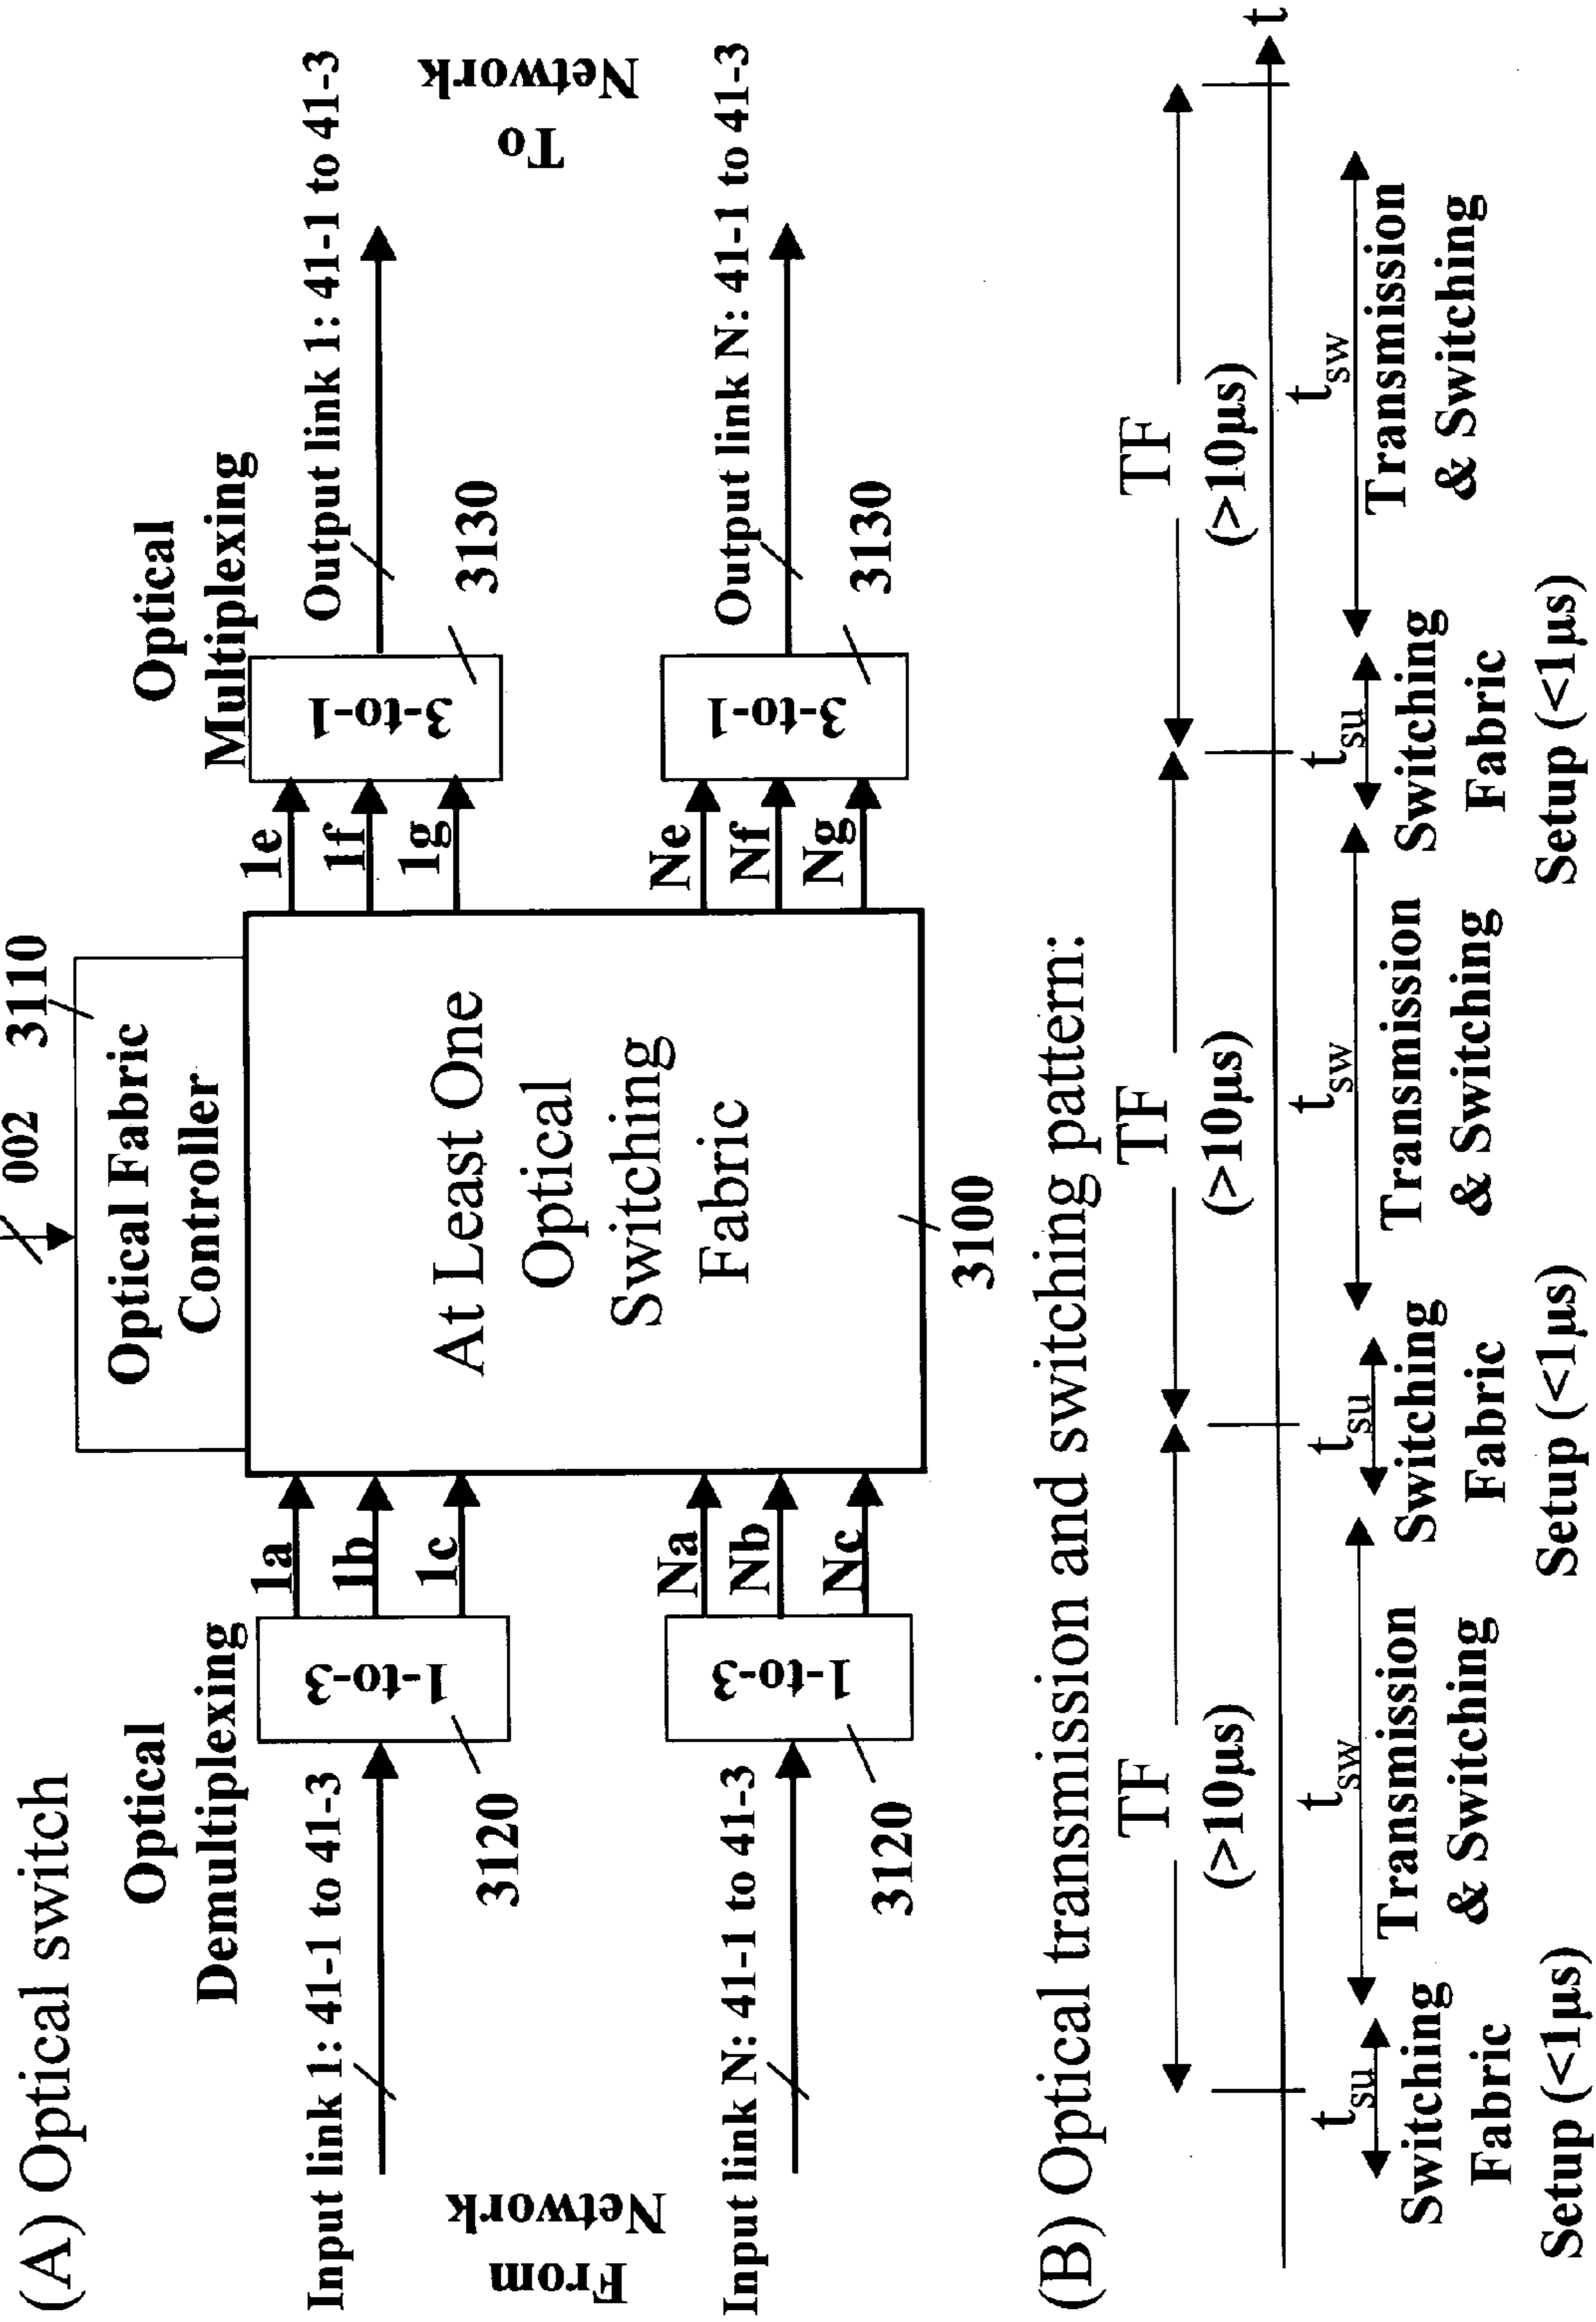 (A) Optical switch
002
3110
Optical Fabric
Controller
Optical
Demultiplexing
Optical
Multiplexing
Input link 1: 41-1 to 41-3
1-to-3
3120
1a
1b
1c
At Least One
Optical
Switching
Fabric
3100
1e
1f
1g
3-to-1
3130
Output link 1: 41-1 to 41-3
From
Network
To
Network
Input link N: 41-1 to 41-3
1-to-3
3120
Na
Nb
Nc
Ne
Nf
Ng
3-to-1
3130
Output link N: 41-1 to 41-3
(B) Optical transmission and switching pattern:
TF
(>10µs)
TF
(>10µs)
TF
(>10µs)
t
tsu
Switching
Fabric
Setup (<1µs)
tsw
Transmission
& Switching
tsu
Switching
Fabric
Setup (<1µs)
tsw
Transmission
& Switching
tsu
Switching
Fabric
Setup (<1µs)
tsw
Transmission
& Switching